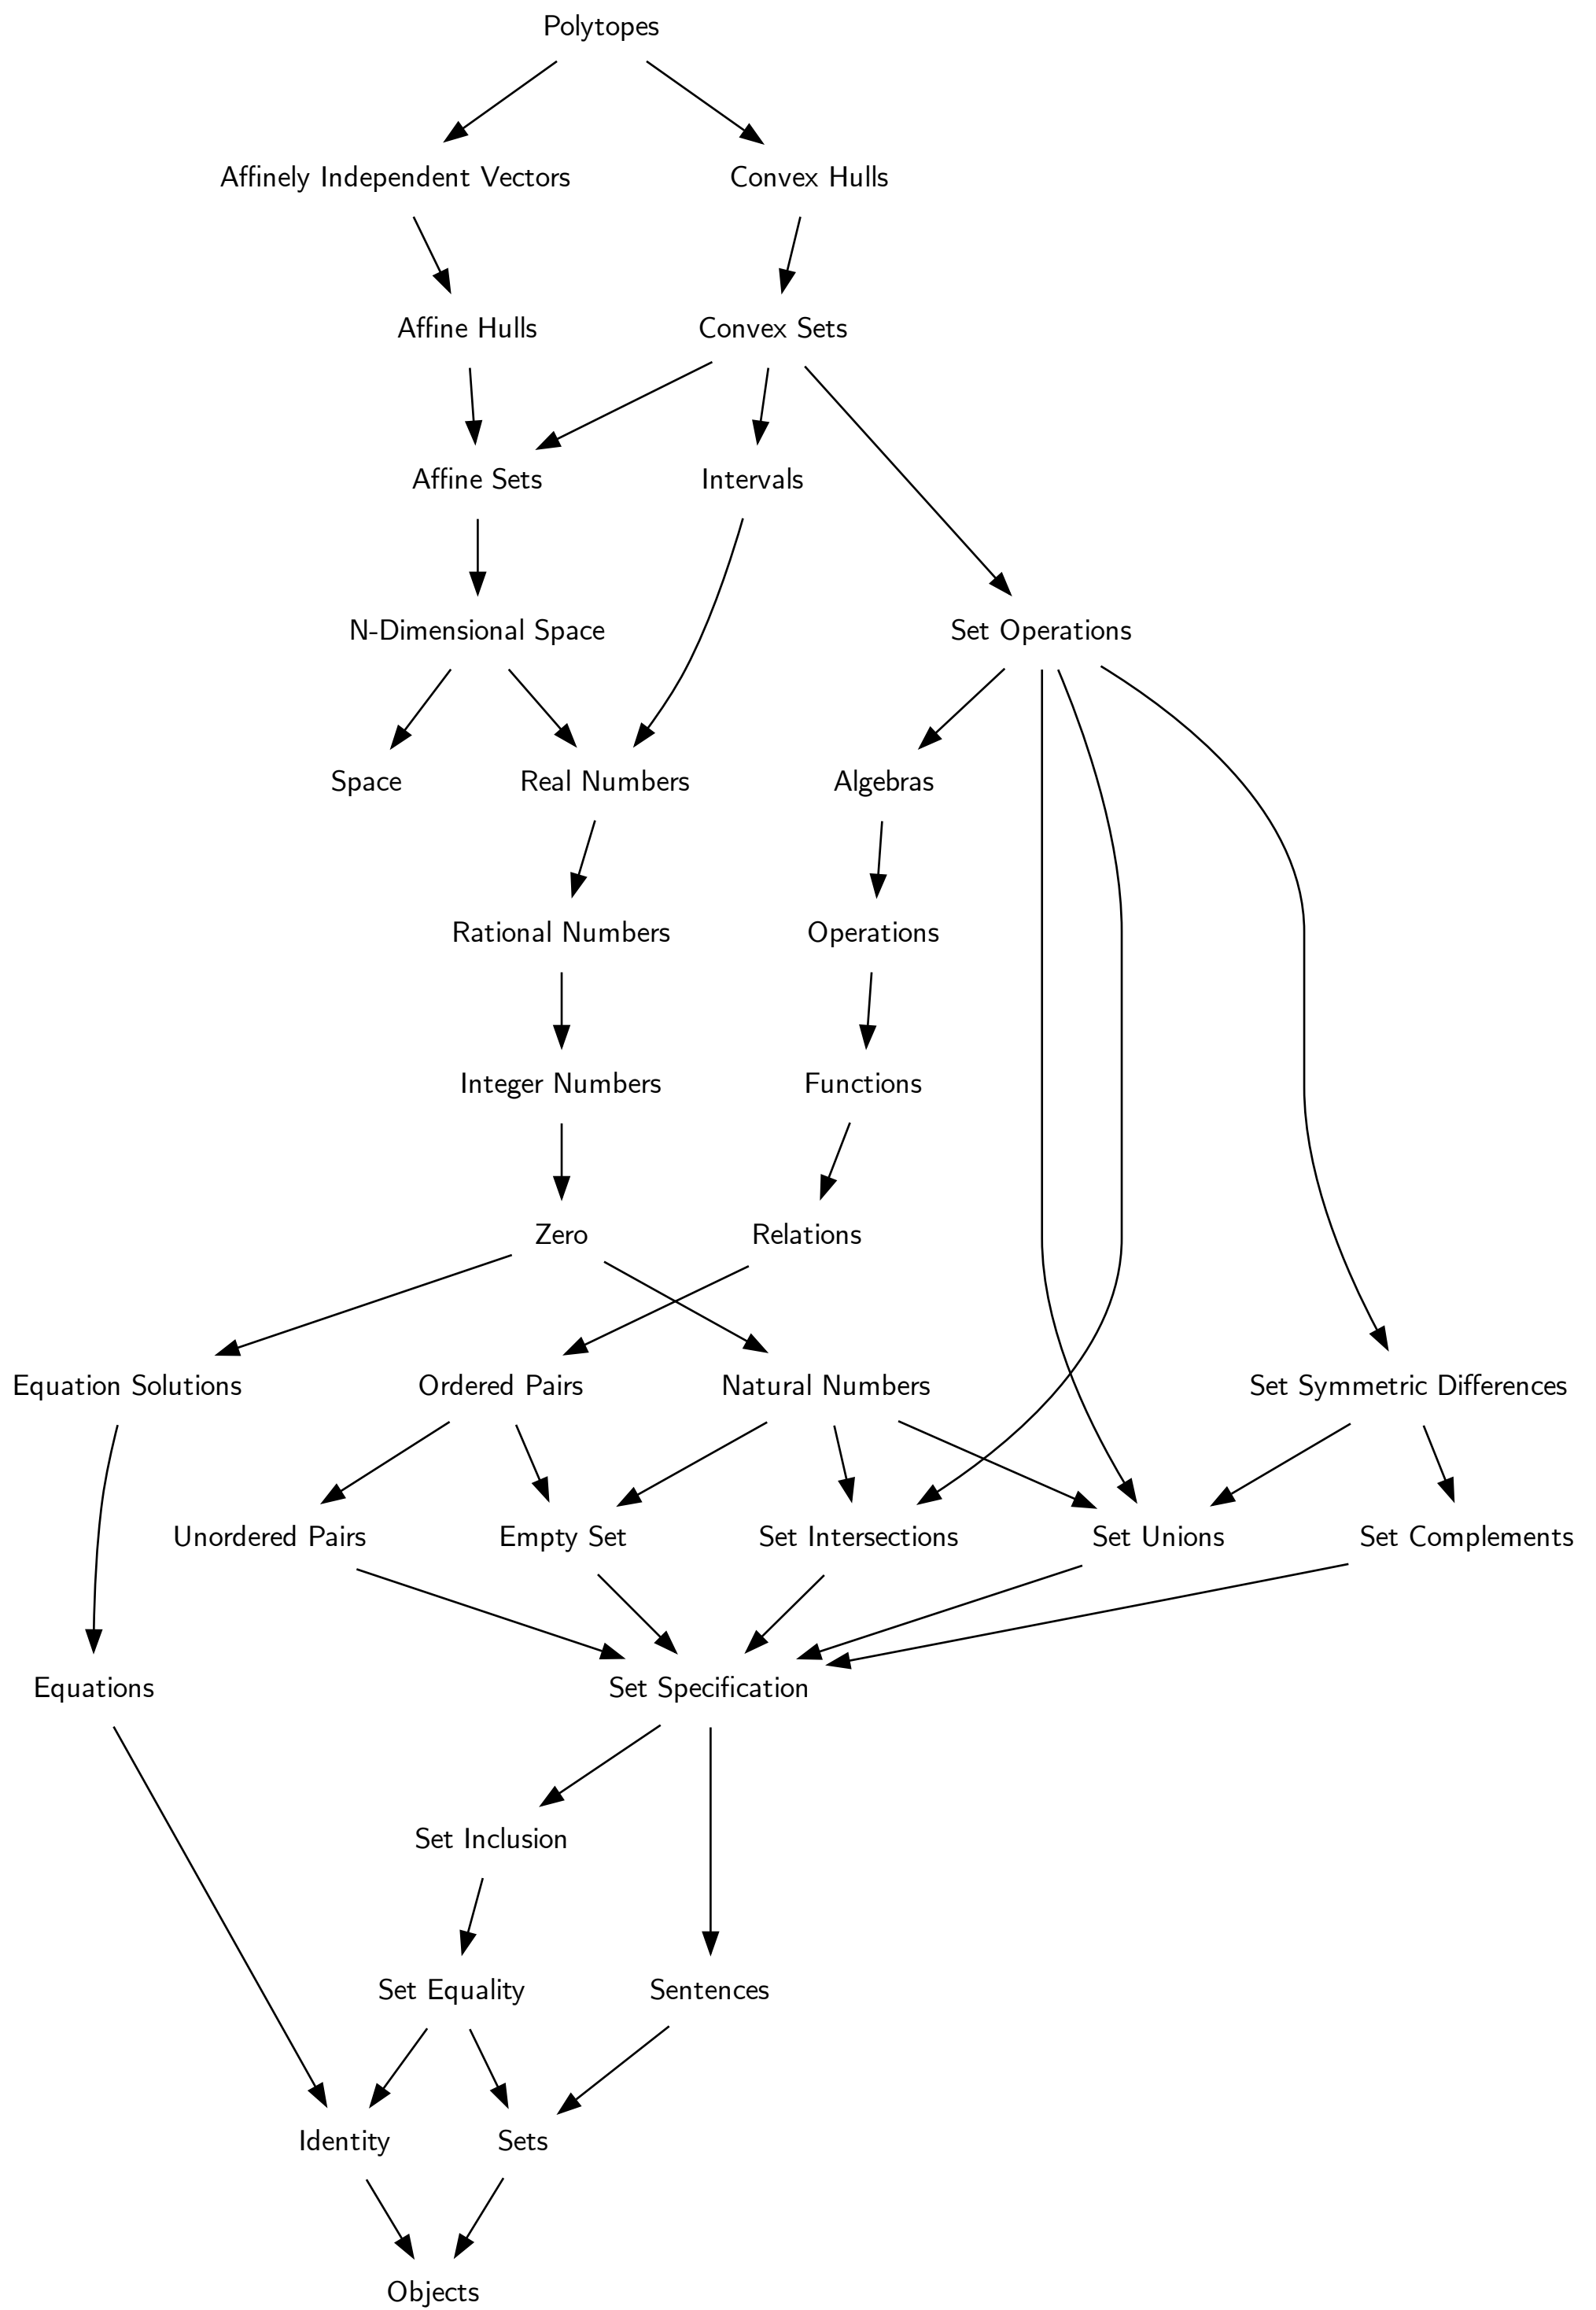 Polytopes
Affinely Independent Vectors
Convex Hulls
Affine Hulls
Convex Sets
Affine Sets
Intervals
N-Dimensional Space
Set Operations
Space
Real Numbers
Algebras
Rational Numbers
Operations
Integer Numbers
Functions
Zero
Relations
Equation Solutions
Ordered Pairs
Natural Numbers
Set Symmetric Differences
Unordered Pairs
Empty Set
Set Intersections
Set Unions
Set Complements
Equations
Set Specification
Set Inclusion
Set Equality
Sentences
Identity
Sets
Objects